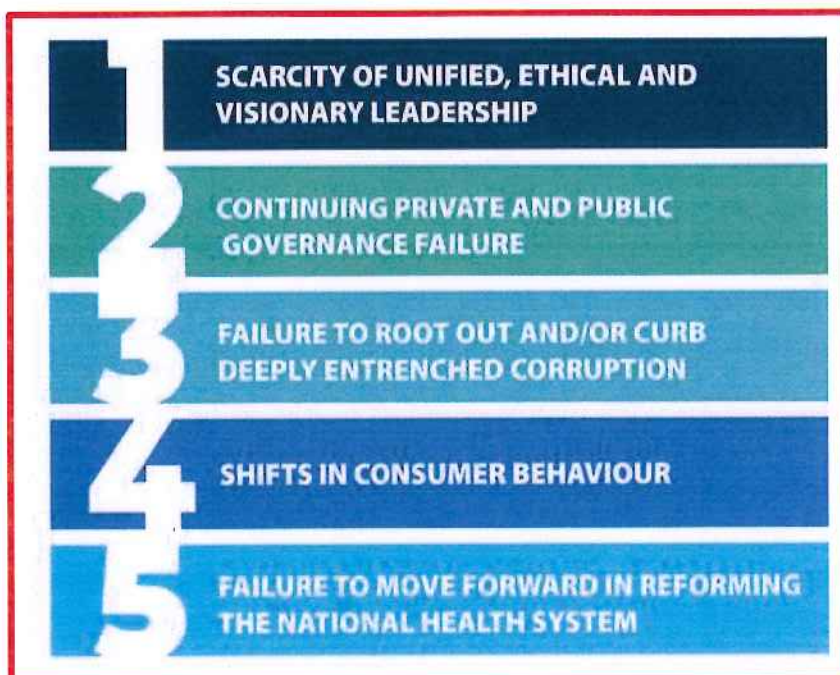 1
SCARCITY OF UNIFIED, ETHICAL AND
VISIONARY LEADERSHIP
2
CONTINUING PRIVATE AND PUBLIC
GOVERNANCE FAILURE
3
FAILURE TO ROOT OUT AND/OR CURB
DEEPLY ENTRENCHED CORRUPTION
4
SHIFTS IN CONSUMER BEHAVIOUR
5
FAILURE TO MOVE FORWARD IN REFORMING
THE NATIONAL HEALTH SYSTEM